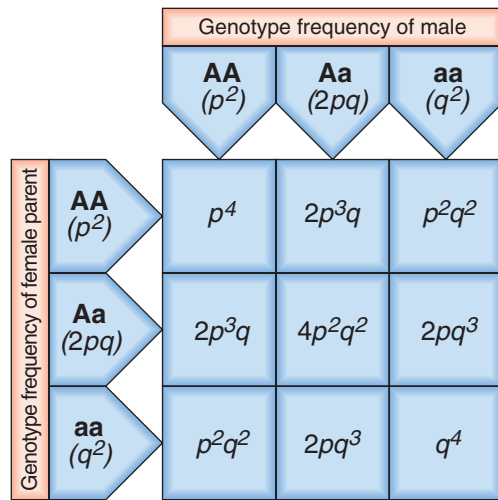 Genotype frequency of male
AA
(p²)
Aa
(2pq)
aa
(q²)
Genotype frequency of female parent
AA
(p²)
p⁴
2p³q
p²q²
Aa
(2pq)
2p³q
4p²q²
2pq³
aa
(q²)
p²q²
2pq³
q⁴